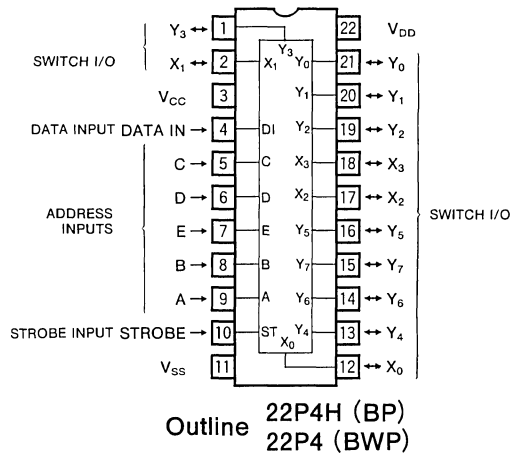 Y3 ↔ 1 Y3 22 VDD
SWITCH I/O X1 ↔ 2 X1 Y0 21 ↔ Y0
VCC 3 Y1 20 ↔ Y1
DATA INPUT DATA IN → 4 DI Y2 19 ↔ Y2
C → 5 C X3 18 ↔ X3
D → 6 D X2 17 ↔ X2
ADDRESS INPUTS E → 7 E Y5 16 ↔ Y5 SWITCH I/O
B → 8 B Y7 15 ↔ Y7
A → 9 A Y6 14 ↔ Y6
STROBE INPUT STROBE → 10 ST Y4 13 ↔ Y4
VSS 11 X0 12 ↔ X0
Outline 22P4H (BP)
22P4 (BWP)